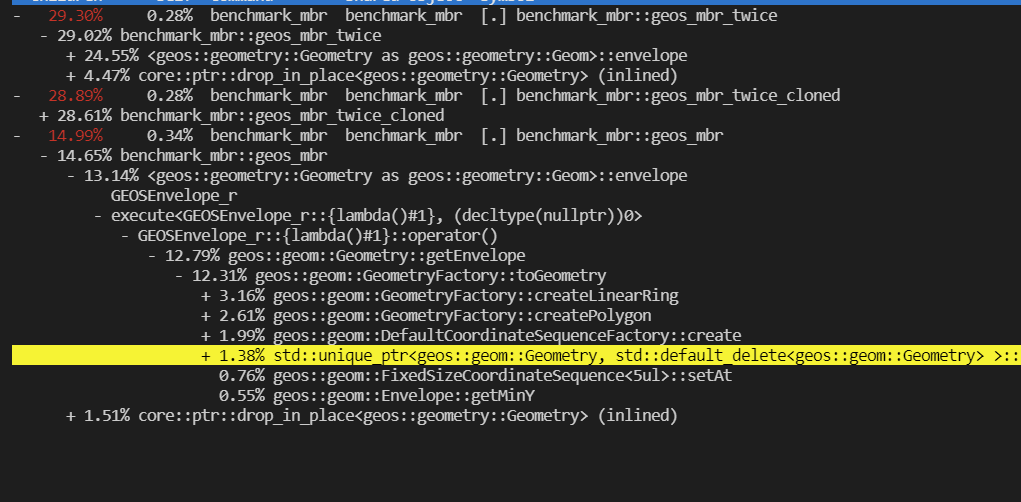 - 29.30% 0.28% benchmark_mbr benchmark_mbr [.] benchmark_mbr::geos_mbr_twice
- 29.02% benchmark_mbr::geos_mbr_twice
+ 24.55% <geos::geometry::Geometry as geos::geometry::Geom>::envelope
+ 4.47% core::ptr::drop_in_place<geos::geometry::Geometry> (inlined)
- 28.89% 0.28% benchmark_mbr benchmark_mbr [.] benchmark_mbr::geos_mbr_twice_cloned
+ 28.61% benchmark_mbr::geos_mbr_twice_cloned
- 14.99% 0.34% benchmark_mbr benchmark_mbr [.] benchmark_mbr::geos_mbr
- 14.65% benchmark_mbr::geos_mbr
- 13.14% <geos::geometry::Geometry as geos::geometry::Geom>::envelope
GEOSEnvelope_r
- execute<GEOSEnvelope_r::{lambda()#1}, (decltype(nullptr))0>
- GEOSEnvelope_r::{lambda()#1}::operator()
- 12.79% geos::geom::Geometry::getEnvelope
- 12.31% geos::geom::GeometryFactory::toGeometry
+ 3.16% geos::geom::GeometryFactory::createLinearRing
+ 2.61% geos::geom::GeometryFactory::createPolygon
+ 1.99% geos::geom::DefaultCoordinateSequenceFactory::create
+ 1.38% std::unique_ptr<geos::geom::Geometry, std::default_delete<geos::geom::Geometry> >::
0.76% geos::geom::FixedSizeCoordinateSequence<5ul>::setAt
0.55% geos::geom::Envelope::getMinY
+ 1.51% core::ptr::drop_in_place<geos::geometry::Geometry> (inlined)